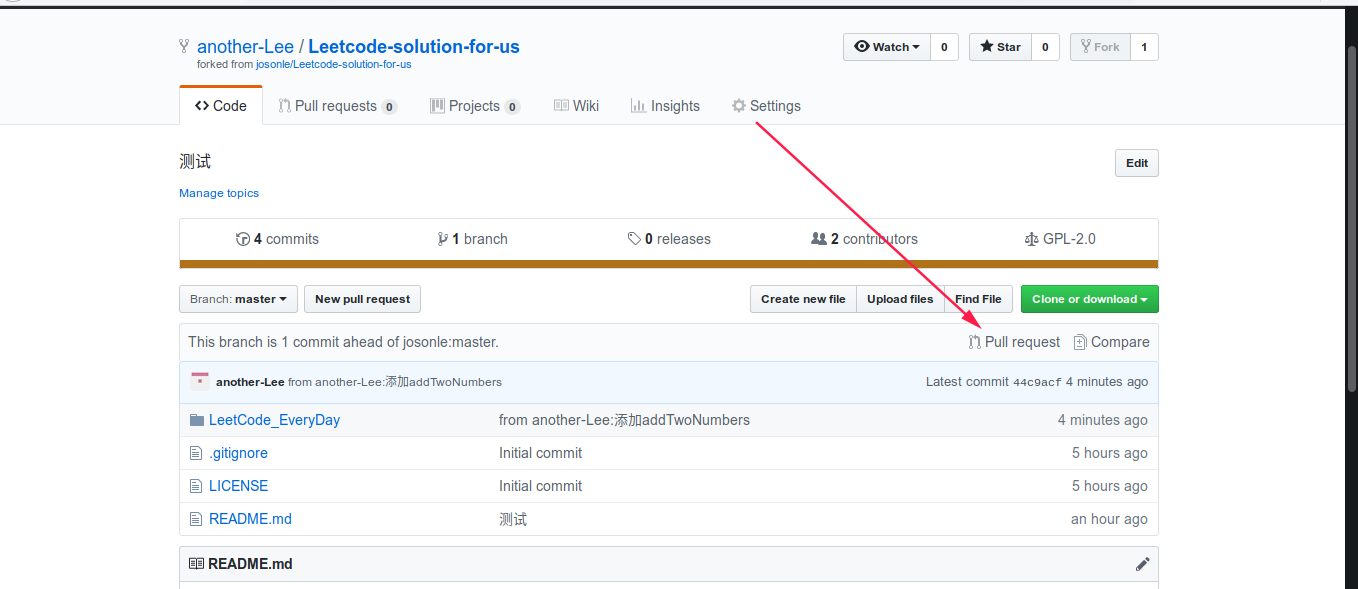 another-Lee / Leetcode-solution-for-us
forked from josonle/Leetcode-solution-for-us
Watch 0 Star 0 Fork 1
Code Pull requests 0 Projects 0 Wiki Insights Settings
测试
Edit
Manage topics
4 commits 1 branch 0 releases 2 contributors GPL-2.0
Branch: master New pull request Create new file Upload files Find File Clone or download
This branch is 1 commit ahead of josonle:master. Pull request Compare
another-Lee from another-Lee:添加addTwoNumbers Latest commit 44c9acf 4 minutes ago
LeetCode_EveryDay from another-Lee:添加addTwoNumbers 4 minutes ago
.gitignore Initial commit 5 hours ago
LICENSE Initial commit 5 hours ago
README.md 测试 an hour ago
README.md